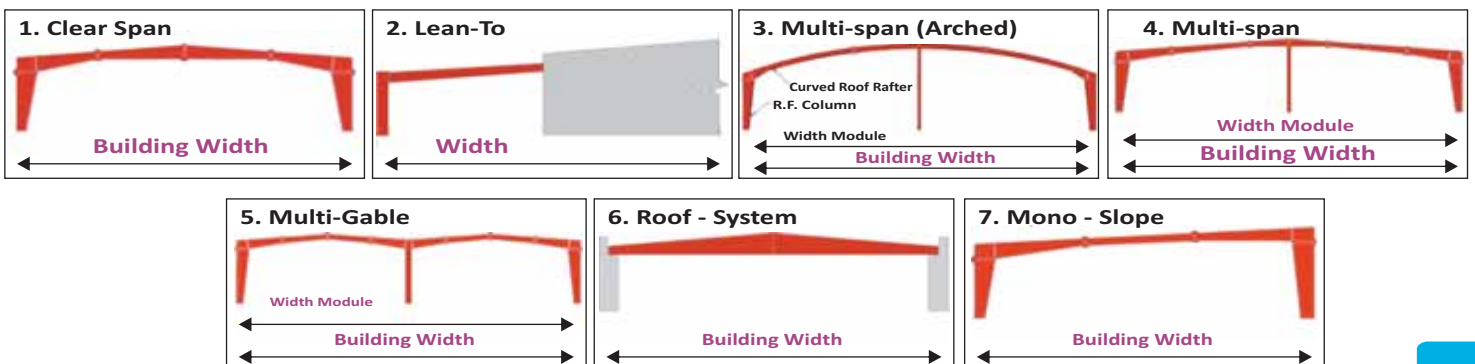 1. Clear Span
Building Width
2. Lean-To
Width
3. Multi-span (Arched)
Curved Roof Rafter
R.F. Column
Width Module
Building Width
4. Multi-span
Width Module
Building Width
5. Multi-Gable
Width Module
Building Width
6. Roof - System
Building Width
7. Mono - Slope
Building Width